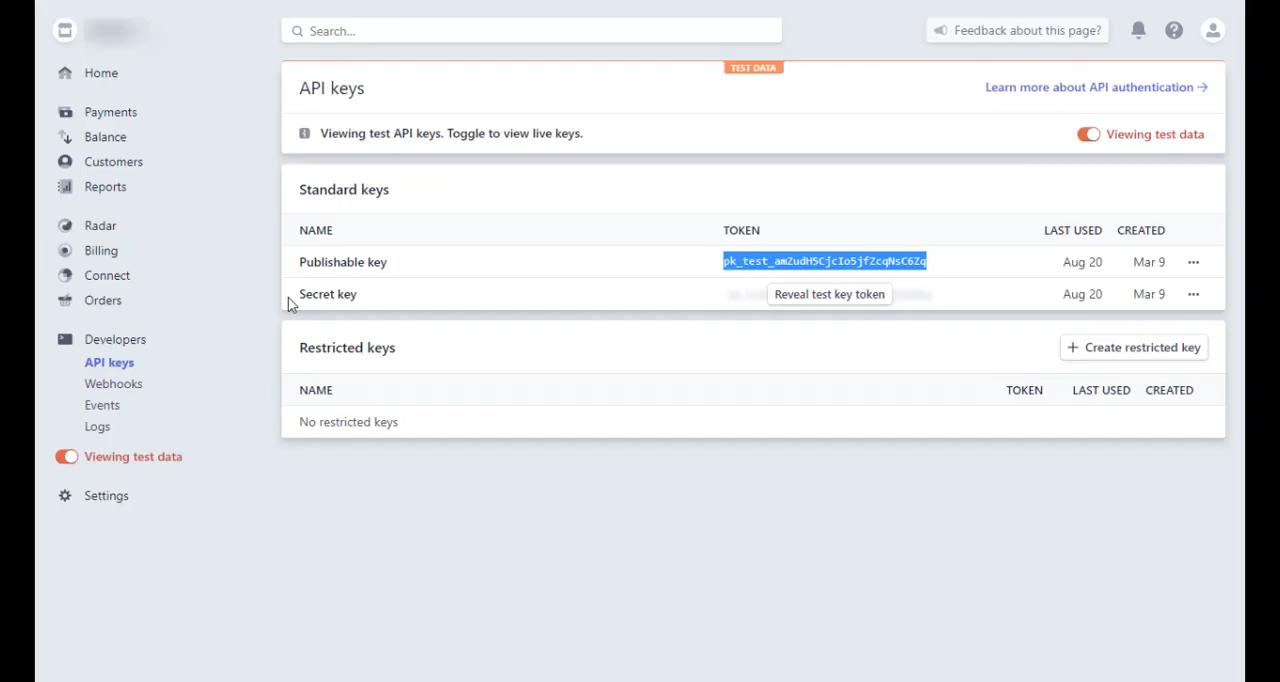 Search...
Feedback about this page?
Home
Payments
Balance
Customers
Reports
Radar
Billing
Connect
Orders
Developers
API keys
Webhooks
Events
Logs
Viewing test data
Settings
TEST DATA
API keys
Learn more about API authentication
Viewing test API keys. Toggle to view live keys.
Viewing test data
Standard keys
NAME TOKEN LAST USED CREATED
Publishable key pk_test_amZudH5CjcIo5jfZcqNsC6Zq Aug 20 Mar 9
Secret key Reveal test key token Aug 20 Mar 9
Restricted keys
+ Create restricted key
NAME TOKEN LAST USED CREATED
No restricted keys